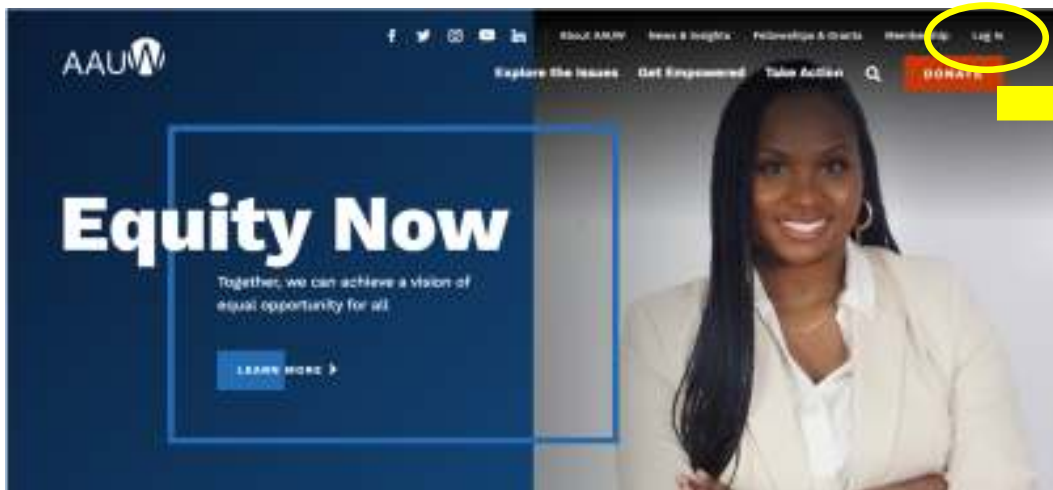 About AAUW News & Insights Fellowships & Grants Membership Log In
AAUW
Explore the Issues Get Empowered Take Action DONATE
Equity Now
Together, we can achieve a vision of
equal opportunity for all
LEARN MORE